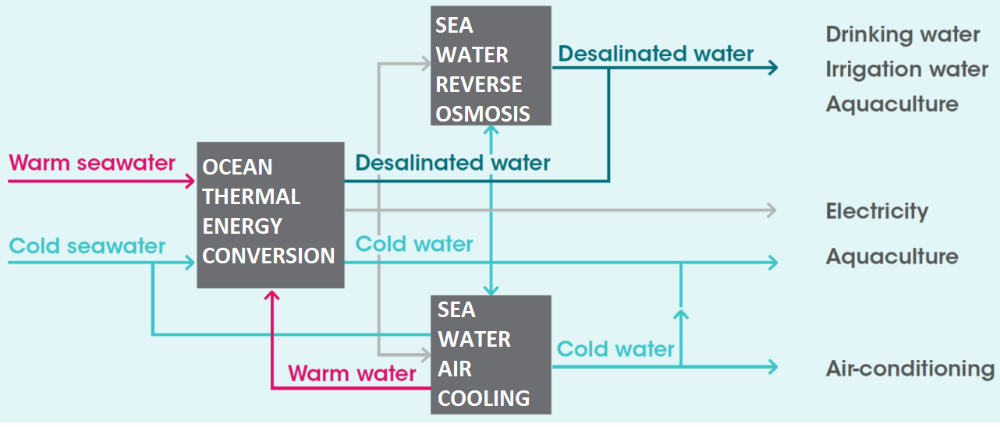 SEA
WATER
REVERSE
OSMOSIS
Desalinated water
Drinking water
Irrigation water
Aquaculture
Warm seawater
Cold seawater
OCEAN
THERMAL
ENERGY
CONVERSION
Desalinated water
Electricity
Cold water
Aquaculture
SEA
WATER
AIR
COOLING
Warm water
Cold water
Air-conditioning